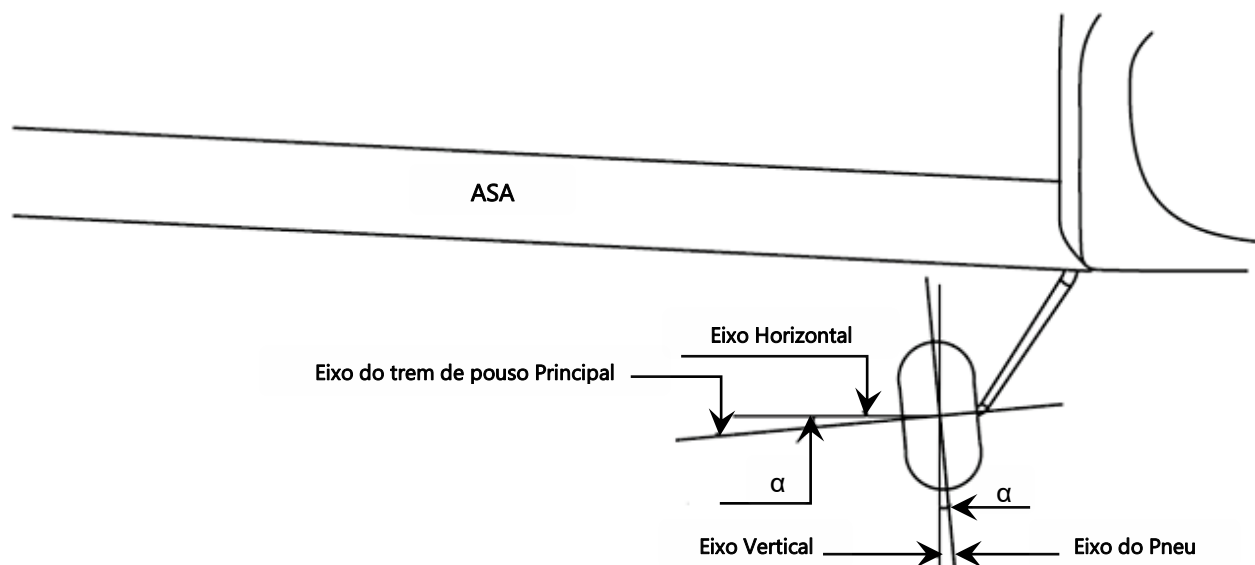 ASA
Eixo Horizontal
Eixo do trem de pouso Principal
α
α
Eixo Vertical
Eixo do Pneu